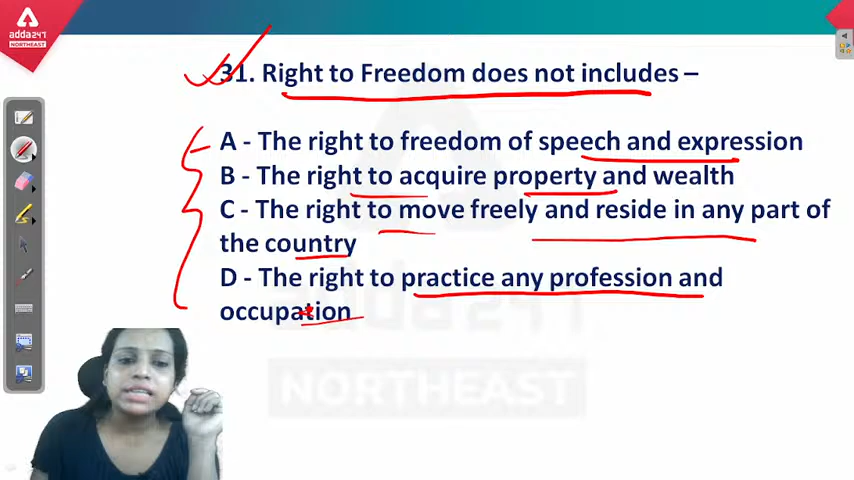 adda247
NORTHEAST
31. Right to Freedom does not includes –
A - The right to freedom of speech and expression
B - The right to acquire property and wealth
C - The right to move freely and reside in any part of
the country
D - The right to practice any profession and
occupation
adda247
NORTHEAST